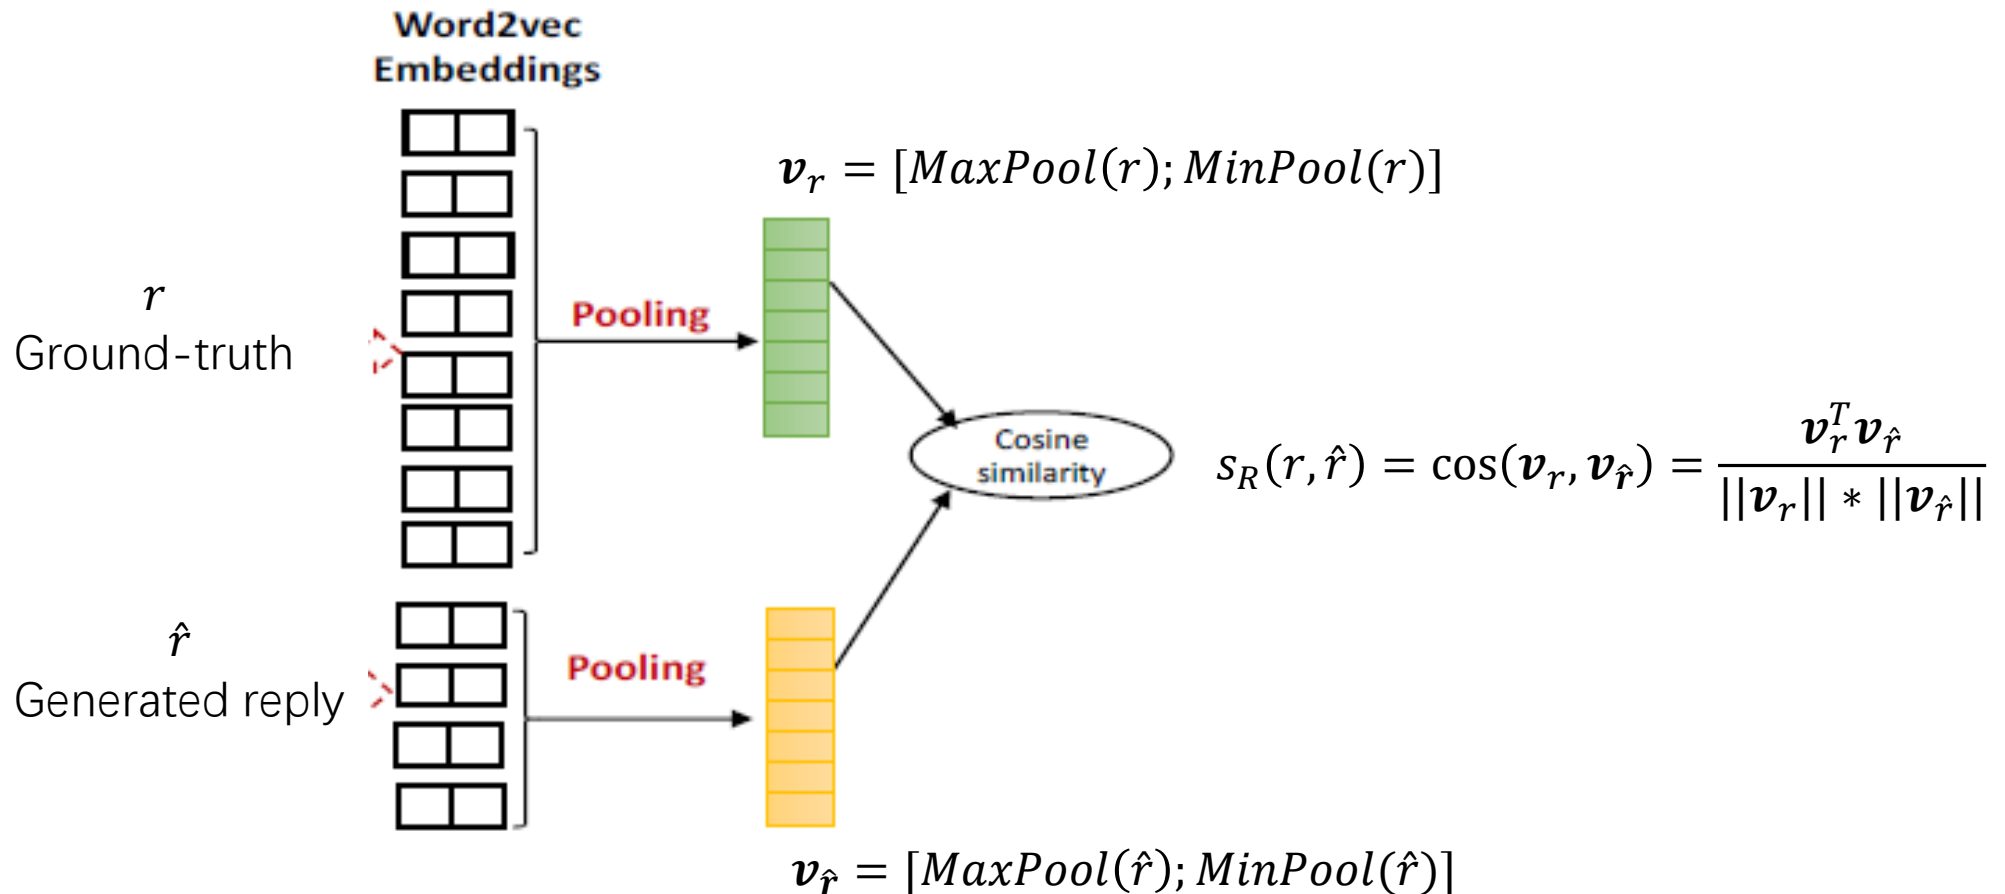 Word2vec
Embeddings
𝒗_r = [MaxPool(r); MinPool(r)]
r
Ground-truth
Pooling
Cosine
similarity
s_R(r, r̂) = cos(𝒗_r, 𝒗_r̂) = 𝒗_r^T 𝒗_r̂ / ||𝒗_r|| * ||𝒗_r̂||
r̂
Generated reply
Pooling
𝒗_r̂ = [MaxPool(r̂); MinPool(r̂)]